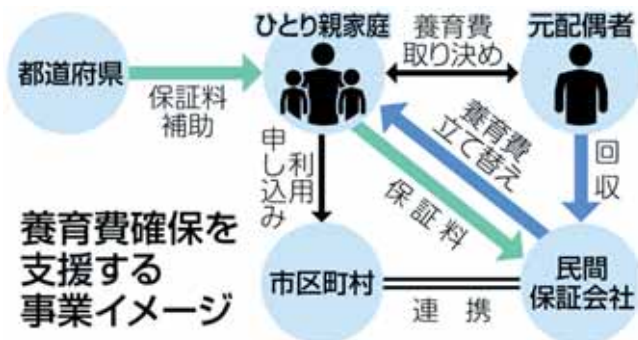 ひとり親家庭
養育費
取り決め
元配偶者
都道府県
保証料
補助
利用
申し込み
養育費
立て替え
回収
保証料
養育費確保を
支援する
事業イメージ
市区町村
連携
民間
保証会社